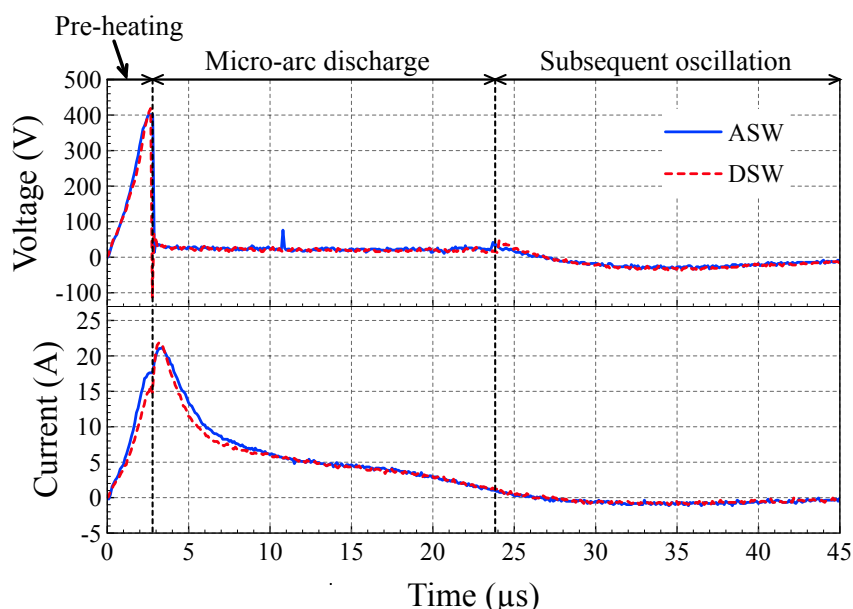 Pre-heating
Micro-arc discharge
Subsequent oscillation
500
400
300
200
100
0
-100
Voltage (V)
ASW
DSW
25
20
15
10
5
0
-5
Current (A)
0 5 10 15 20 25 30 35 40 45
Time (µs)